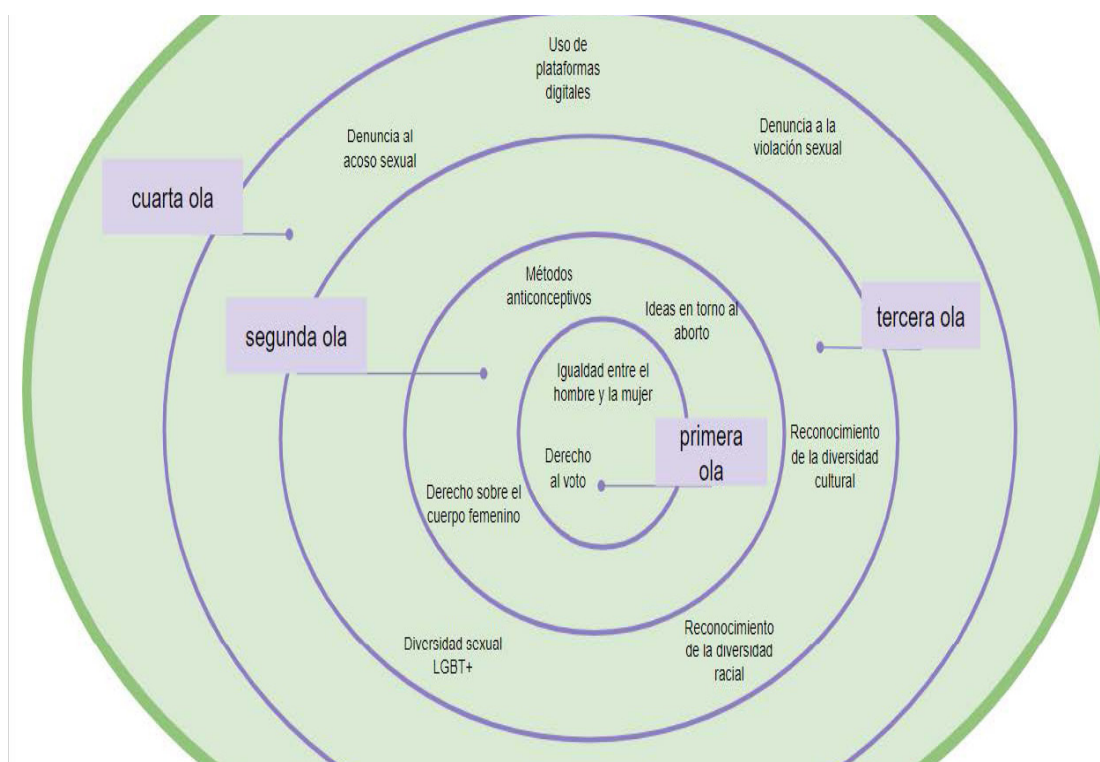 Uso de
plataformas
digitales
Denuncia al
acoso sexual
Denuncia a la
violación sexual
cuarta ola
Métodos
anticonceptivos
Ideas en torno al
aborto
segunda ola
tercera ola
Igualdad entre el
hombre y la mujer
primera
ola
Derecho
al voto
Reconocimiento
de la diversidad
cultural
Derecho sobre el
cuerpo femenino
Diversidad sexual
LGBT+
Reconocimiento
de la diversidad
racial